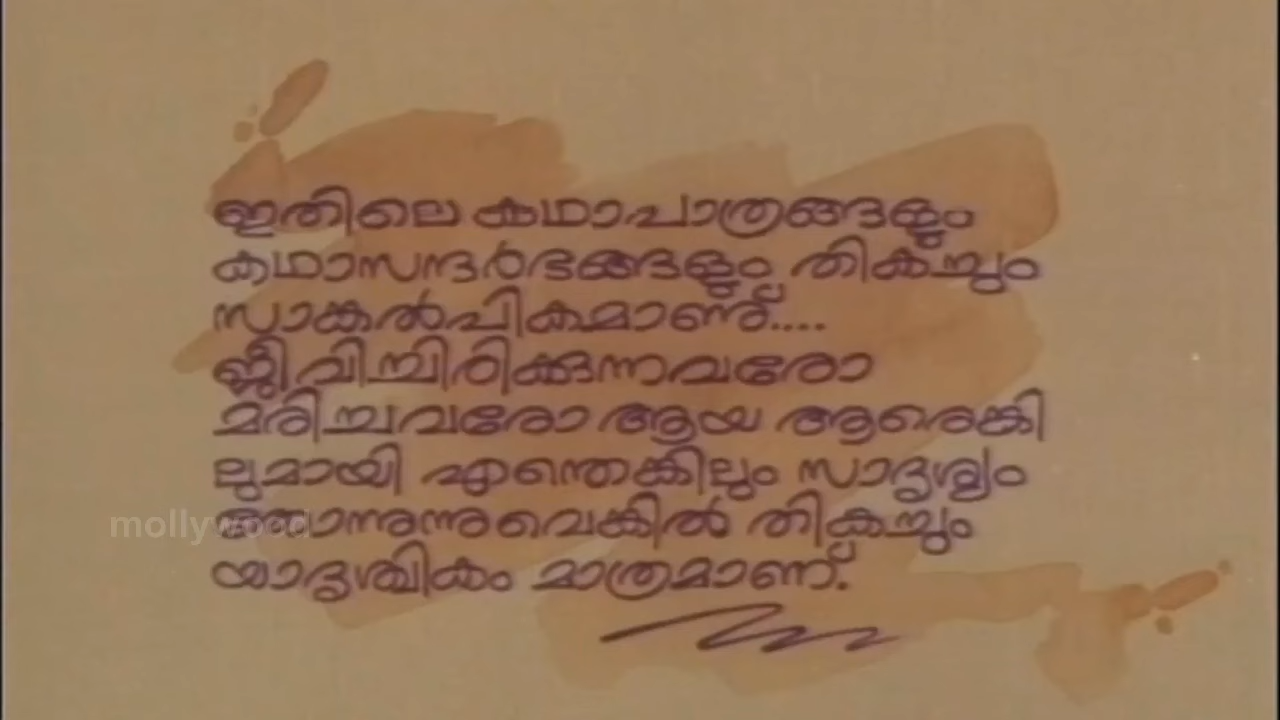 ഇതിലെ കഥാപാത്രങ്ങളും
കഥാസന്ദർഭങ്ങളും തികച്ചും
സാങ്കൽപികമാണ്....
ജീവിച്ചിരിക്കുന്നവരോ
മരിച്ചവരോ ആയ ആരെങ്കി
ലുമായി എന്തെങ്കിലും സാദൃശ്യം
തോന്നുന്നുവെങ്കിൽ തികച്ചും
യാദൃശ്ചികം മാത്രമാണ്.
mollywood